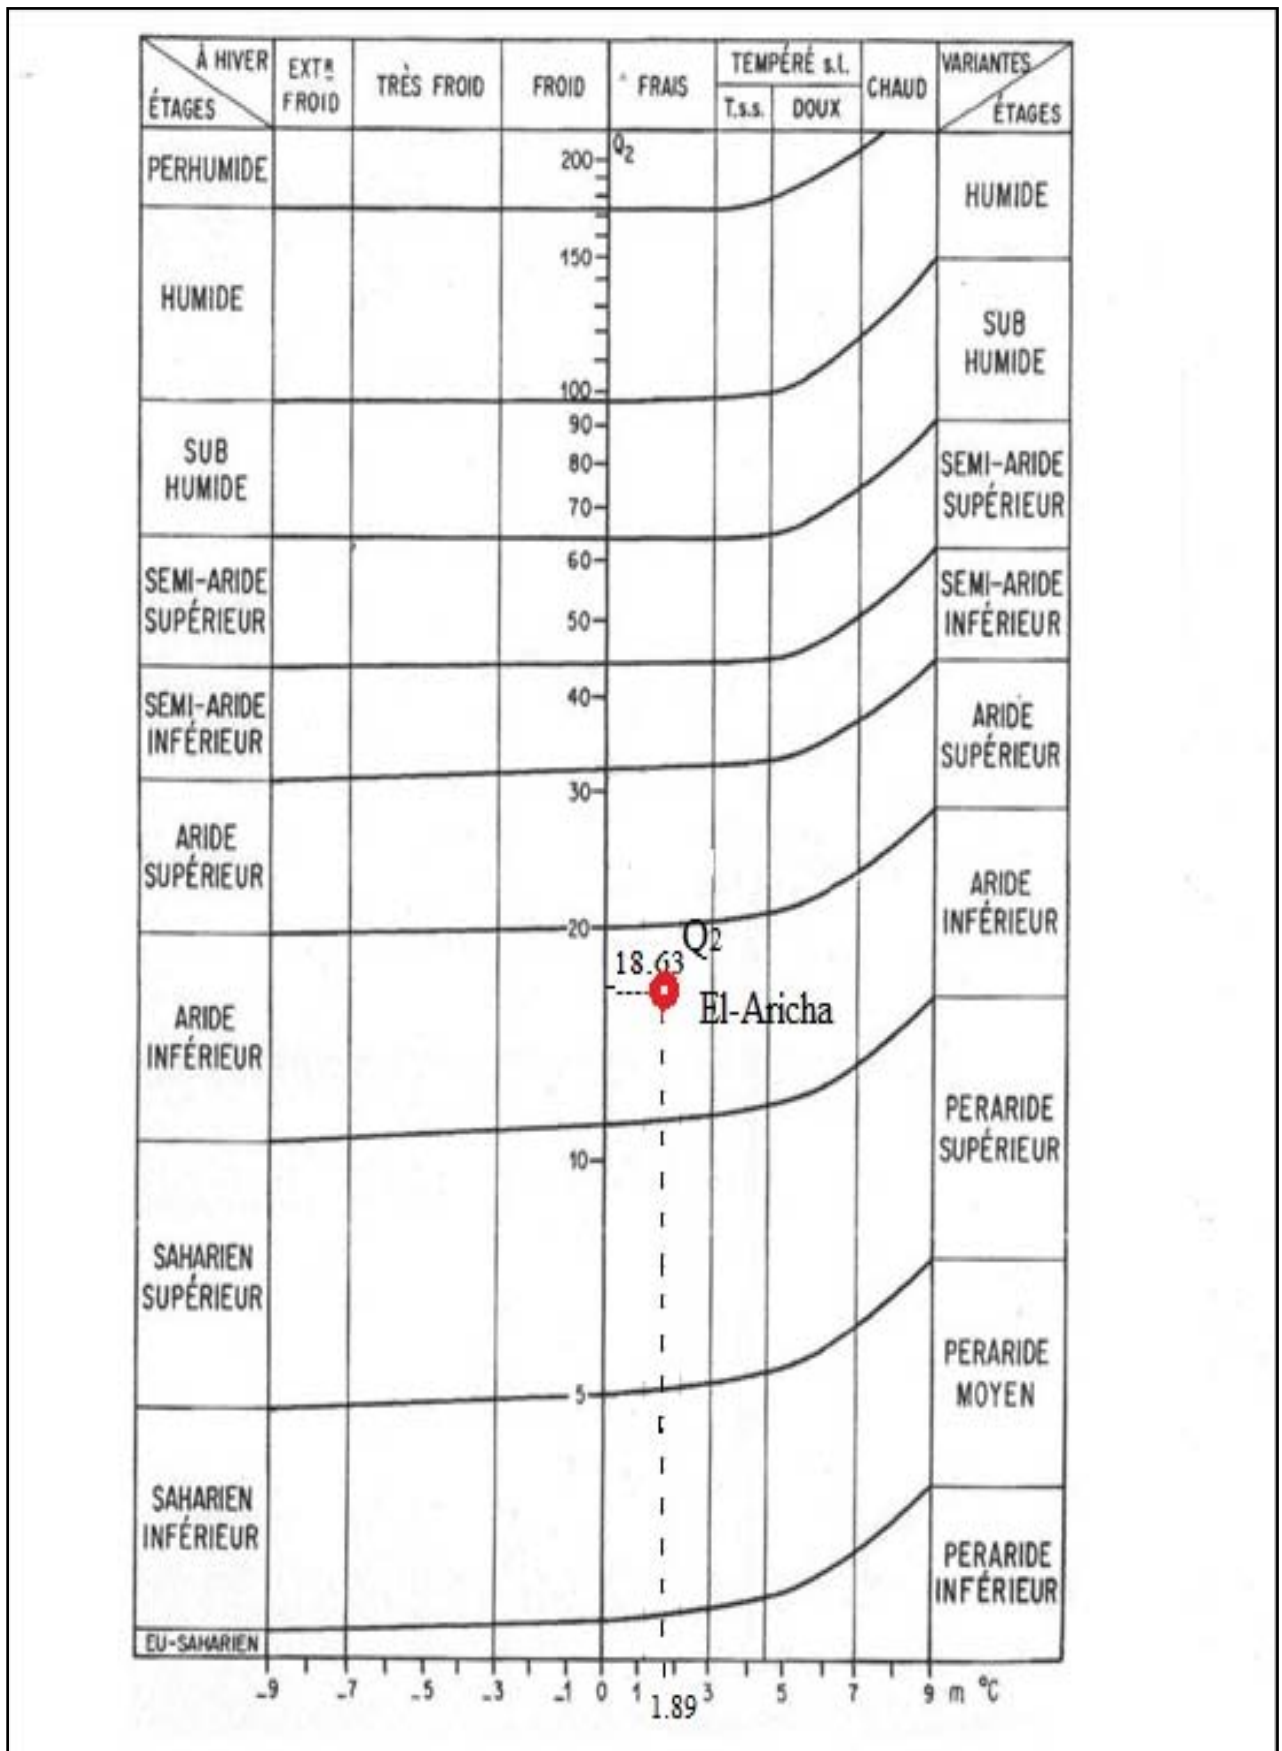 À HIVER
ÉTAGES
EXTR FROID
TRÈS FROID
FROID
FRAIS
TEMPÉRÉ s.l.
T.s.s.
DOUX
CHAUD
VARIANTES
ÉTAGES
PERHUMIDE
HUMIDE
SUB
HUMIDE
SEMI-ARIDE
SUPÉRIEUR
SEMI-ARIDE
INFÉRIEUR
ARIDE
SUPÉRIEUR
ARIDE
INFÉRIEUR
SAHARIEN
SUPÉRIEUR
SAHARIEN
INFÉRIEUR
EU-SAHARIEN
Q2
200
150
100
90
80
70
60
50
40
30
20
10
5
Q2
18.63
El-Aricha
HUMIDE
SUB
HUMIDE
SEMI-ARIDE
SUPÉRIEUR
SEMI-ARIDE
INFÉRIEUR
ARIDE
SUPÉRIEUR
ARIDE
INFÉRIEUR
PERARIDE
SUPÉRIEUR
PERARIDE
MOYEN
PERARIDE
INFÉRIEUR
-9 -7 -5 -3 -1 0 1 3 5 7 9 m °C
1.89